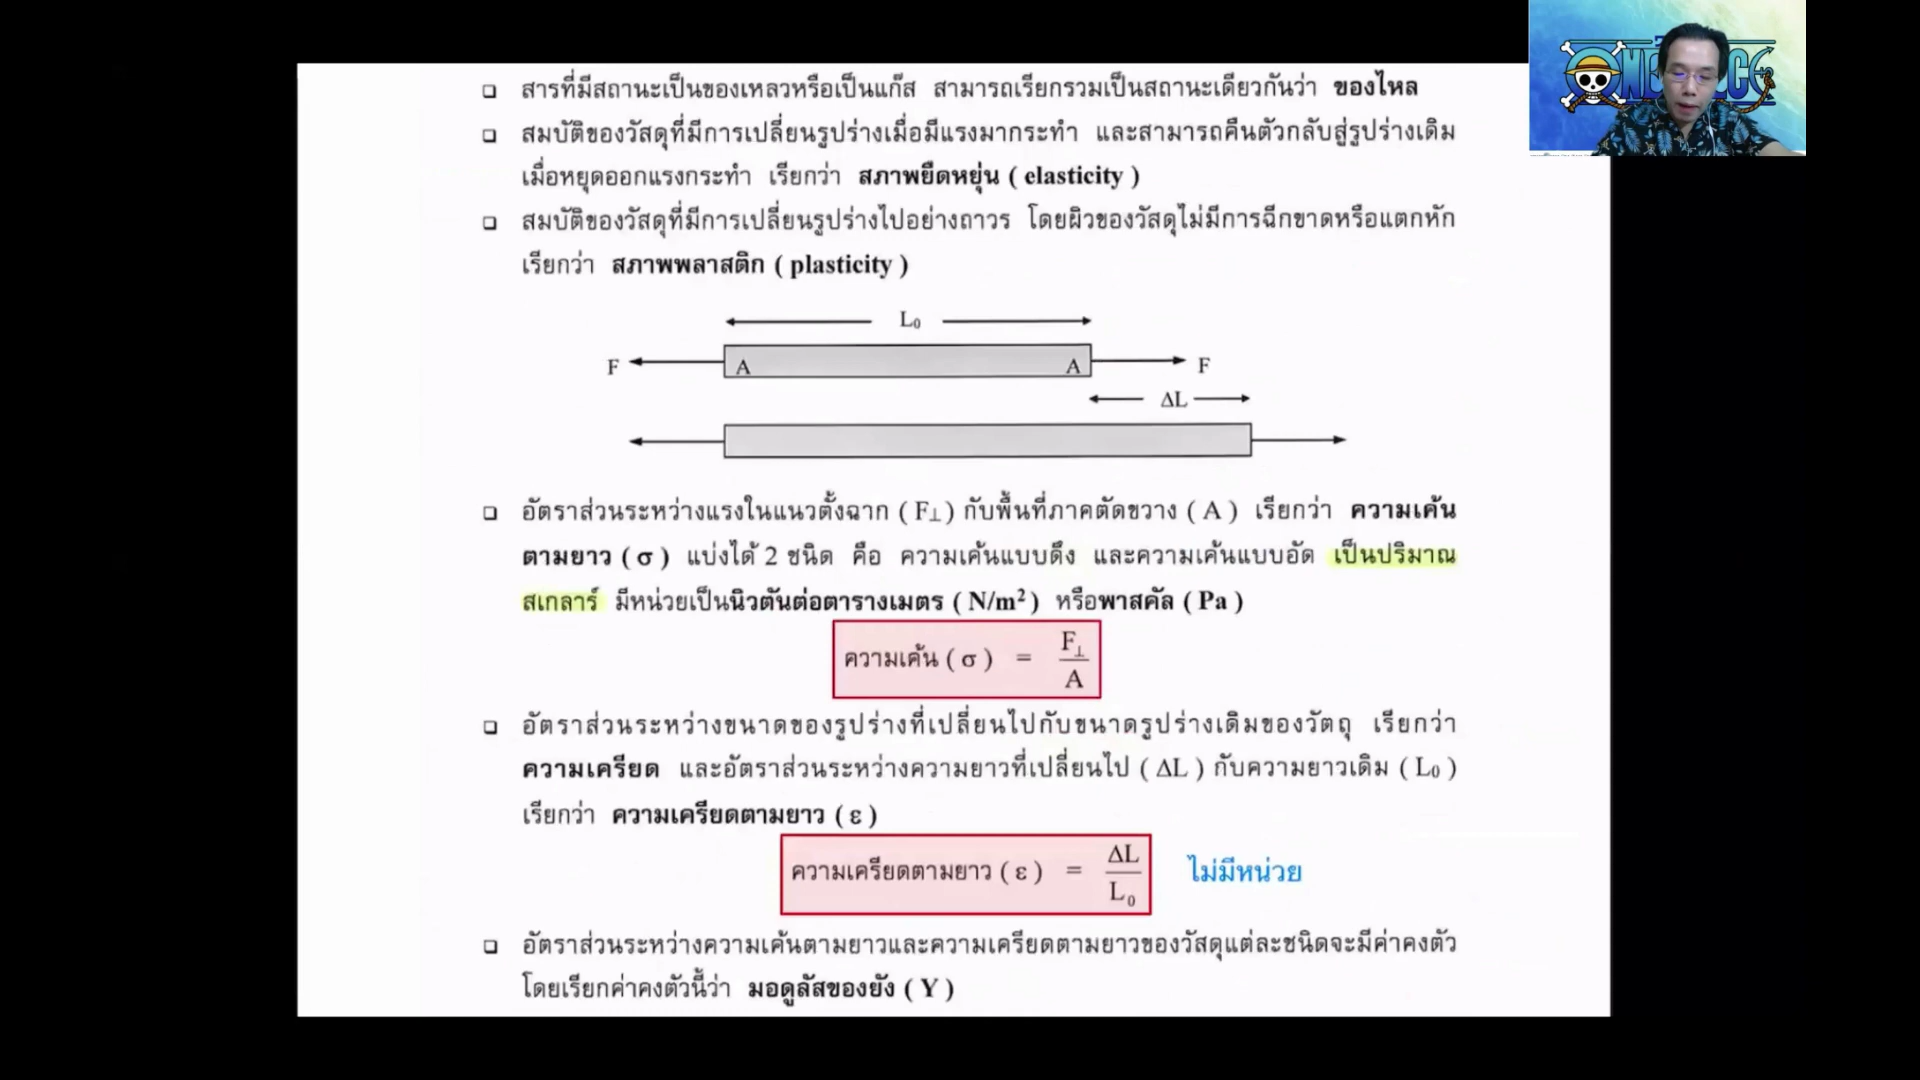 ❑ สารที่มีสถานะเป็นของเหลวหรือเป็นแก๊ส สามารถเรียกรวมเป็นสถานะเดียวกันว่า ของไหล
❑ สมบัติของวัสดุที่มีการเปลี่ยนรูปร่างเมื่อมีแรงมากระทำ และสามารถคืนตัวกลับสู่รูปร่างเดิม
เมื่อหยุดออกแรงกระทำ เรียกว่า สภาพยืดหยุ่น ( elasticity )
❑ สมบัติของวัสดุที่มีการเปลี่ยนรูปร่างไปอย่างถาวร โดยผิวของวัสดุไม่มีการฉีกขาดหรือแตกหัก
เรียกว่า สภาพพลาสติก ( plasticity )
L₀
F A A F
ΔL
❑ อัตราส่วนระหว่างแรงในแนวตั้งฉาก ( F⊥ ) กับพื้นที่ภาคตัดขวาง ( A ) เรียกว่า ความเค้น
ตามยาว ( σ ) แบ่งได้ 2 ชนิด คือ ความเค้นแบบดึง และความเค้นแบบอัด เป็นปริมาณ
สเกลาร์ มีหน่วยเป็นนิวตันต่อตารางเมตร ( N/m² ) หรือพาสคัล ( Pa )
ความเค้น ( σ ) = F⊥ / A
❑ อัตราส่วนระหว่างขนาดของรูปร่างที่เปลี่ยนไปกับขนาดรูปร่างเดิมของวัตถุ เรียกว่า
ความเครียด และอัตราส่วนระหว่างความยาวที่เปลี่ยนไป ( ΔL ) กับความยาวเดิม ( L₀ )
เรียกว่า ความเครียดตามยาว ( ε )
ความเครียดตามยาว ( ε ) = ΔL / L₀ ไม่มีหน่วย
❑ อัตราส่วนระหว่างความเค้นตามยาวและความเครียดตามยาวของวัสดุแต่ละชนิดจะมีค่าคงตัว
โดยเรียกค่าคงตัวนี้ว่า มอดูลัสของยัง ( Y )